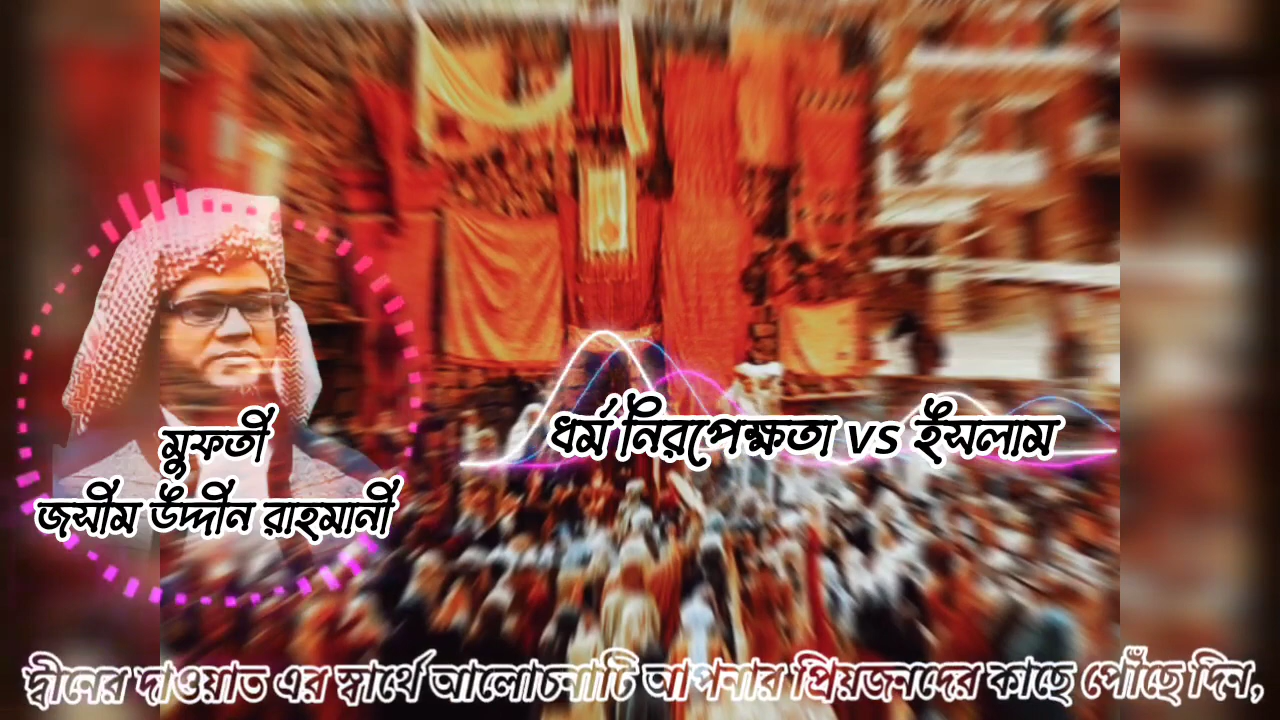 মুফতী
জসীম উদ্দীন রাহমানী
ধর্ম নিরপেক্ষতা vs ইসলাম
দ্বীনের দাওয়াত এর স্বার্থে আলোচনাটি আপনার প্রিয়জনদের কাছে পৌঁছে দিন,